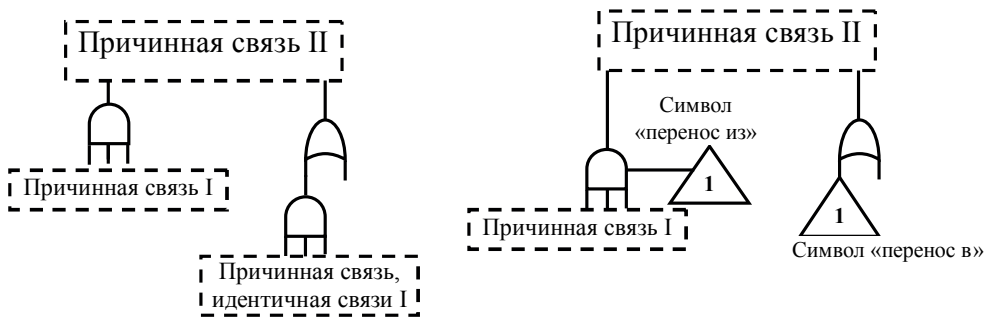 Причинная связь II
Причинная связь I
Причинная связь,
идентичная связи I
Причинная связь II
Символ
«перенос из»
1
Причинная связь I
1
Символ «перенос в»